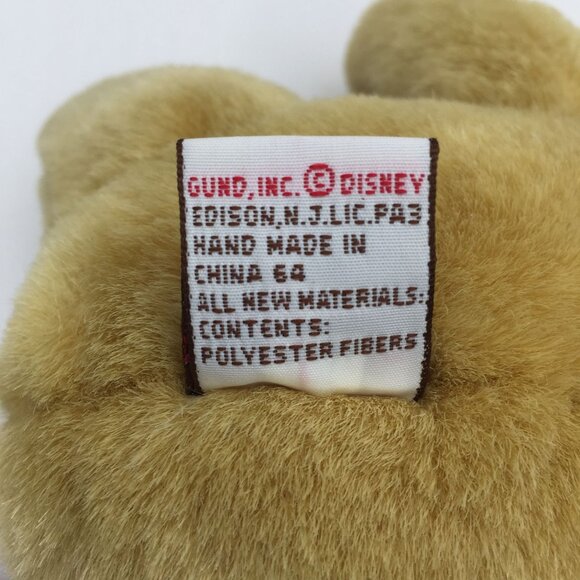 GUND, INC. © DISNEY
EDISON, N.J. LIC. PA3
HAND MADE IN
CHINA 64
ALL NEW MATERIALS:
CONTENTS:
POLYESTER FIBERS